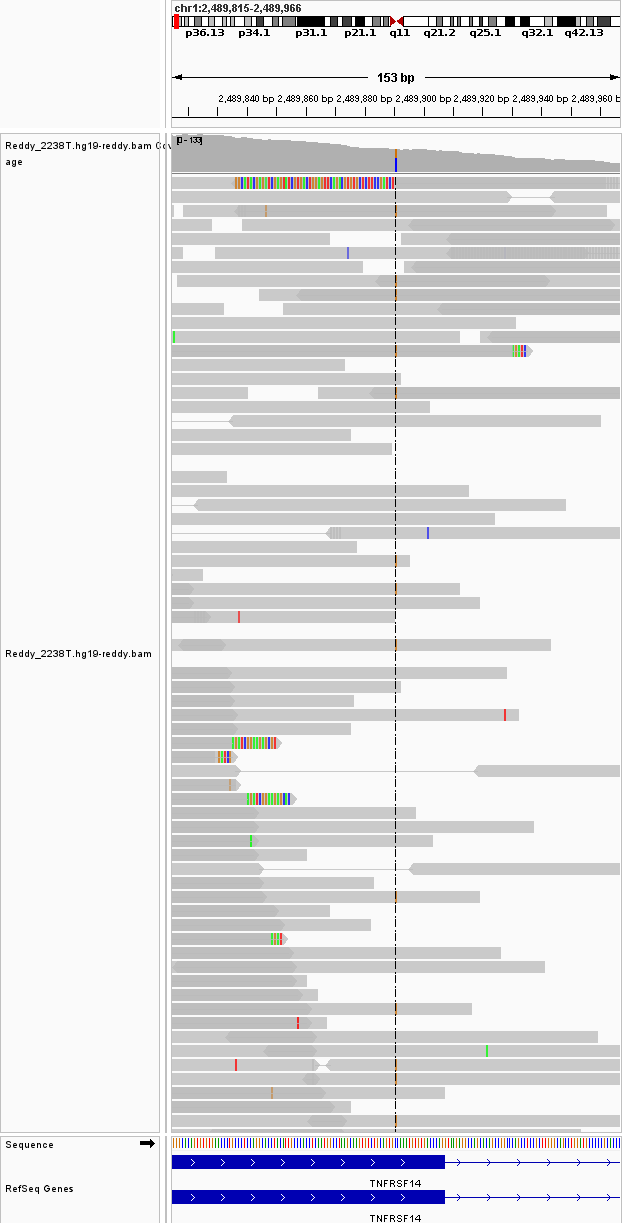 chr1:2,489,815-2,489,966
p36.13 p34.1 p31.1 p21.1 q11 q21.2 q25.1 q32.1 q42.13
153 bp
2,489,840 bp 2,489,860 bp 2,489,880 bp 2,489,900 bp 2,489,920 bp 2,489,940 bp 2,489,960 b
Reddy_2238T.hg19-reddy.bam Cov
age
[0 - 133]
Reddy_2238T.hg19-reddy.bam
Sequence
TNFRSF14
RefSeq Genes
TNFRSF14